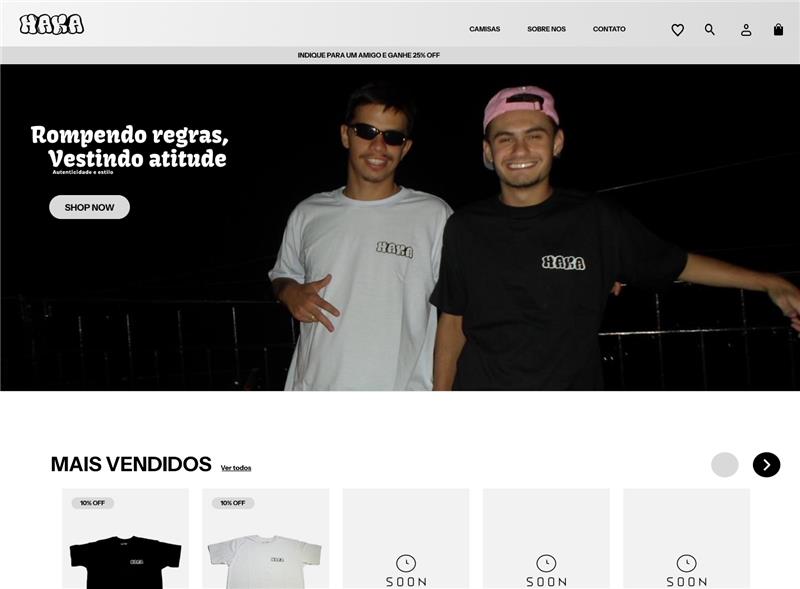 HAKA
CAMISAS
SOBRE NOS
CONTATO
INDIQUE PARA UM AMIGO E GANHE 25% OFF
Rompendo regras,
Vestindo atitude
Autenticidade e estilo
SHOP NOW
HAKA
HAKA
MAIS VENDIDOS
Ver todos
10% OFF
10% OFF
HAKA
HAKA
SOON
SOON
SOON